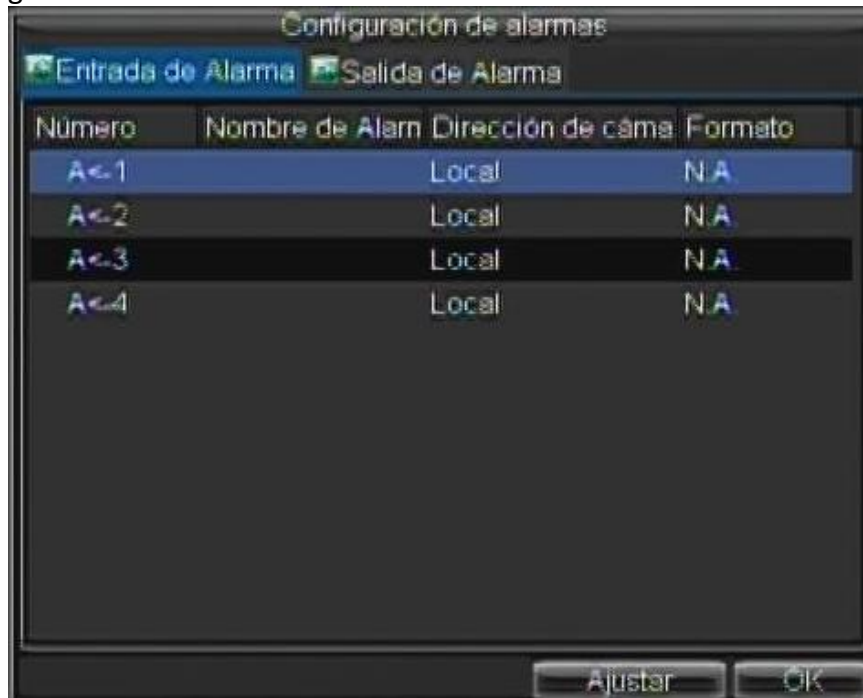 Configuración de alarmas
Entrada de Alarma Salida de Alarma
Número Nombre de Alarn Dirección de cáma Formato
A<-1 Local N.A
A<-2 Local N.A
A<-3 Local N.A.
A<-4 Local N.A
Ajustar OK